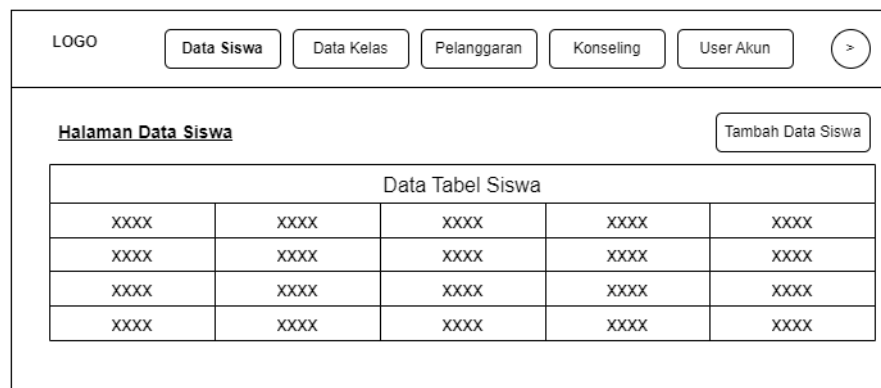 LOGO Data Siswa Data Kelas Pelanggaran Konseling User Akun >
Halaman Data Siswa Tambah Data Siswa
Data Tabel Siswa
XXXX XXXX XXXX XXXX XXXX
XXXX XXXX XXXX XXXX XXXX
XXXX XXXX XXXX XXXX XXXX
XXXX XXXX XXXX XXXX XXXX